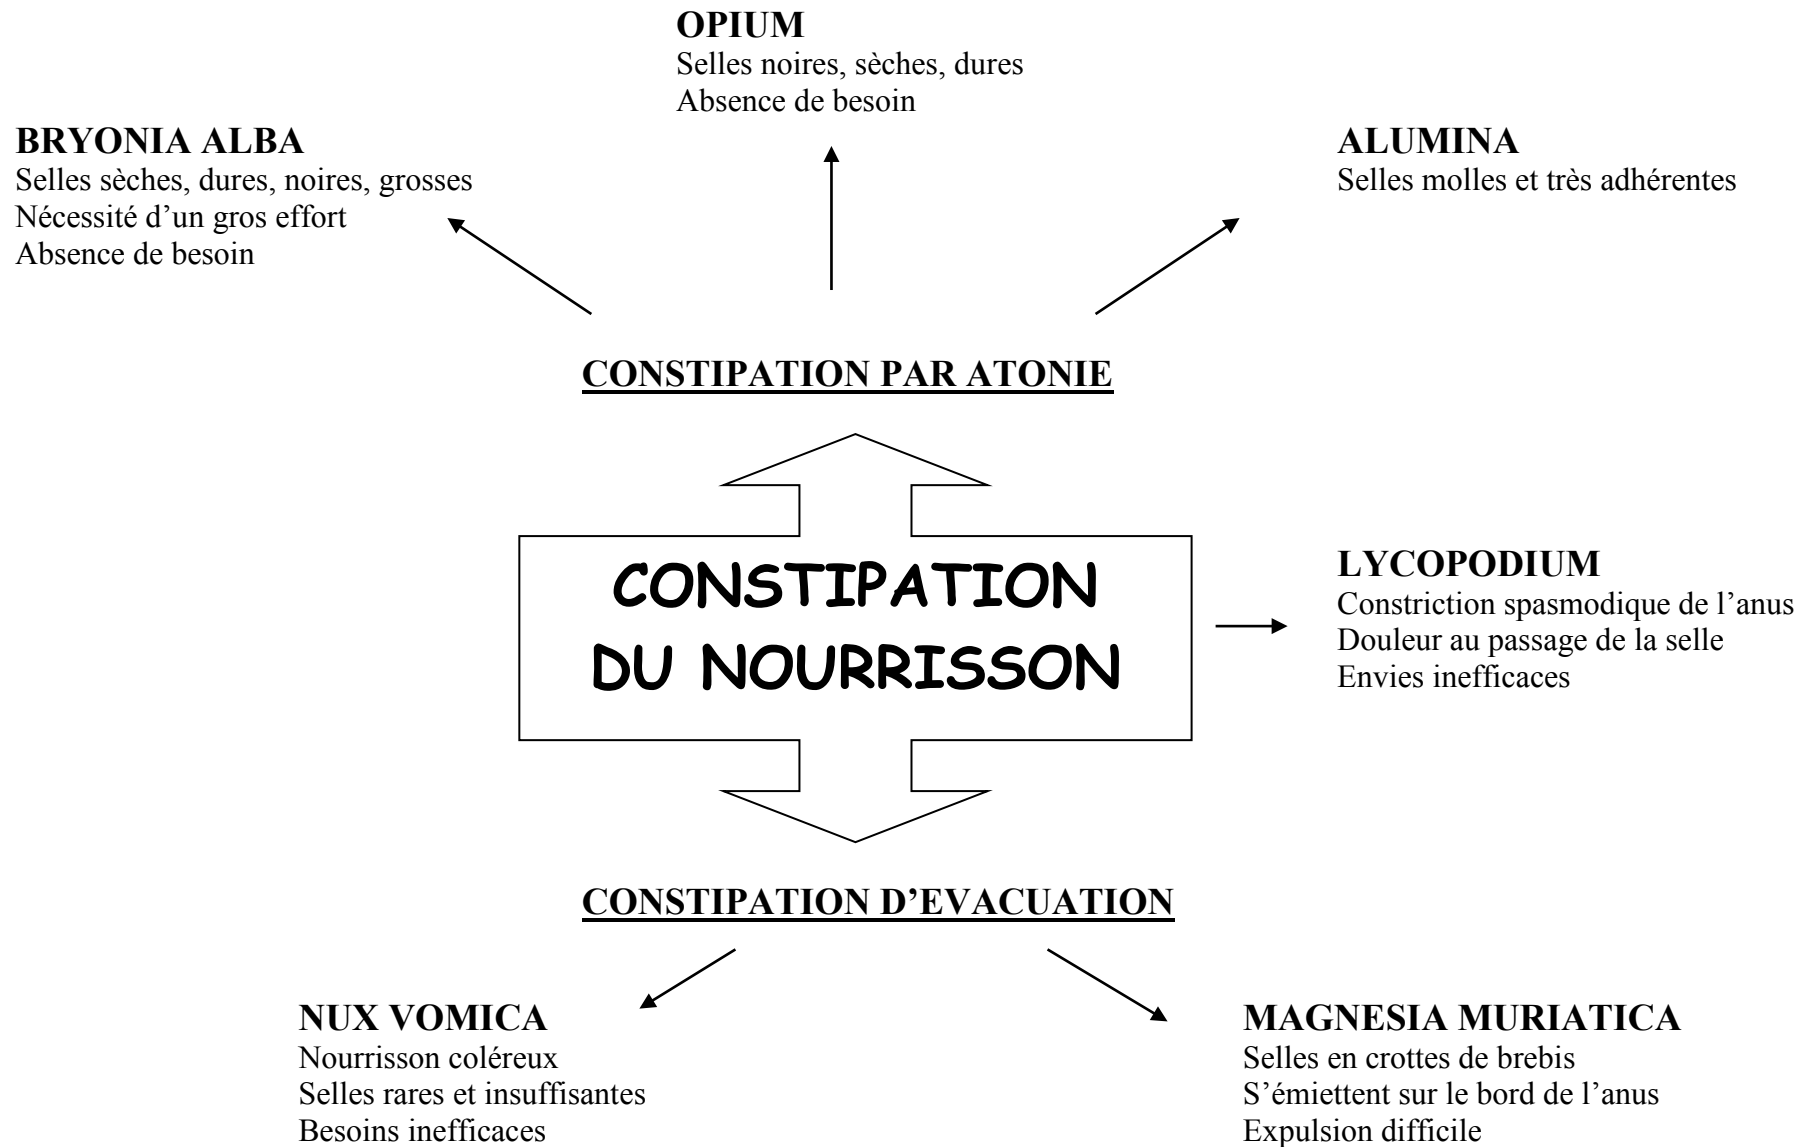 OPIUM
Selles noires, sèches, dures
Absence de besoin
BRYONIA ALBA
Selles sèches, dures, noires, grosses
Nécessité d’un gros effort
Absence de besoin
ALUMINA
Selles molles et très adhérentes
CONSTIPATION PAR ATONIE
CONSTIPATION
DU NOURRISSON
LYCOPODIUM
Constriction spasmodique de l’anus
Douleur au passage de la selle
Envies inefficaces
CONSTIPATION D’EVACUATION
NUX VOMICA
Nourrisson coléreux
Selles rares et insuffisantes
Besoins inefficaces
MAGNESIA MURIATICA
Selles en crottes de brebis
S’émiettent sur le bord de l’anus
Expulsion difficile